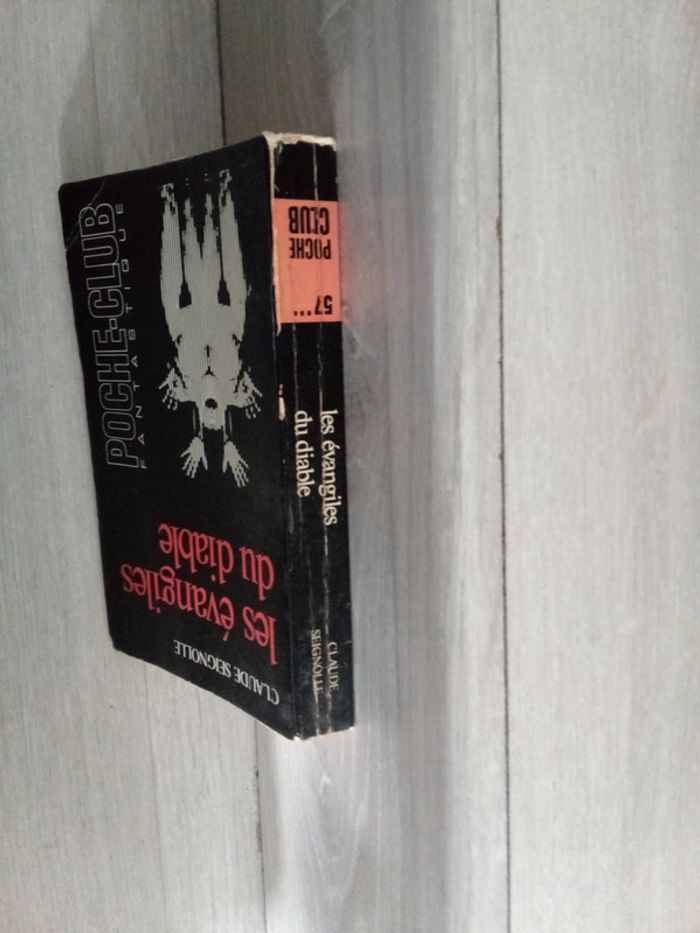 CLAUDE SEIGNOLLE
les évangiles
du diable
POCHE-CLUB
FANTASTIQUE
CLAUDE
SEIGNOLLE
les évangiles
du diable
57...
POCHE
CLUB